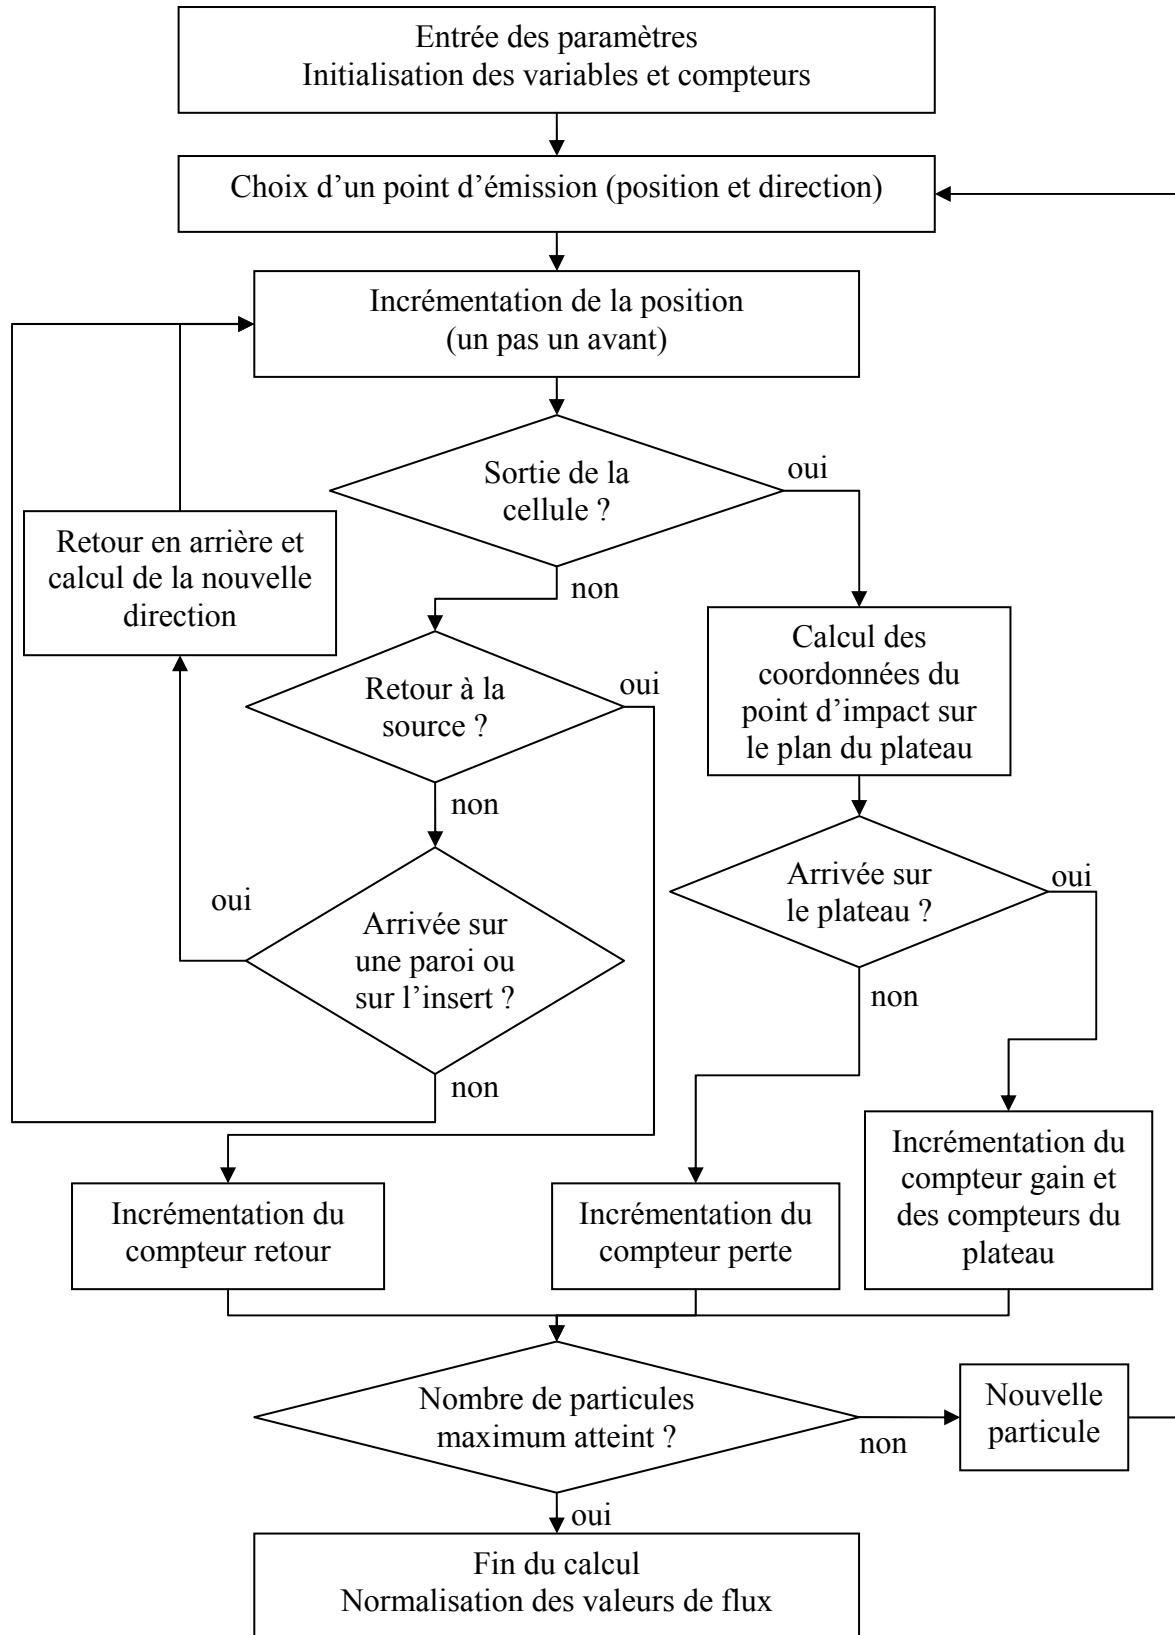 Entrée des paramètres
Initialisation des variables et compteurs
Choix d’un point d’émission (position et direction)
Incrémentation de la position
(un pas un avant)
Sortie de la
cellule ?
oui
non
Retour en arrière et
calcul de la nouvelle
direction
Retour à la
source ?
oui
non
Calcul des
coordonnées du
point d’impact sur
le plan du plateau
Arrivée sur
une paroi ou
sur l’insert ?
oui
non
Arrivée sur
le plateau ?
oui
non
Incrémentation du
compteur retour
Incrémentation du
compteur perte
Incrémentation du
compteur gain et
des compteurs du
plateau
Nombre de particules
maximum atteint ?
non
Nouvelle
particule
oui
Fin du calcul
Normalisation des valeurs de flux